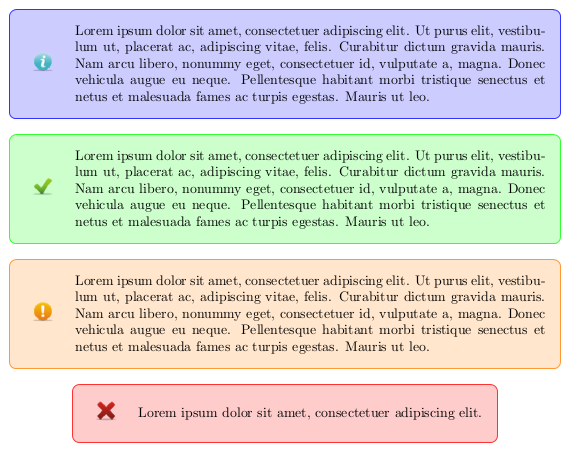 Lorem ipsum dolor sit amet, consectetuer adipiscing elit. Ut purus elit, vestibu-
lum ut, placerat ac, adipiscing vitae, felis. Curabitur dictum gravida mauris.
Nam arcu libero, nonummy eget, consectetuer id, vulputate a, magna. Donec
vehicula augue eu neque. Pellentesque habitant morbi tristique senectus et
netus et malesuada fames ac turpis egestas. Mauris ut leo.
Lorem ipsum dolor sit amet, consectetuer adipiscing elit. Ut purus elit, vestibu-
lum ut, placerat ac, adipiscing vitae, felis. Curabitur dictum gravida mauris.
Nam arcu libero, nonummy eget, consectetuer id, vulputate a, magna. Donec
vehicula augue eu neque. Pellentesque habitant morbi tristique senectus et
netus et malesuada fames ac turpis egestas. Mauris ut leo.
Lorem ipsum dolor sit amet, consectetuer adipiscing elit. Ut purus elit, vestibu-
lum ut, placerat ac, adipiscing vitae, felis. Curabitur dictum gravida mauris.
Nam arcu libero, nonummy eget, consectetuer id, vulputate a, magna. Donec
vehicula augue eu neque. Pellentesque habitant morbi tristique senectus et
netus et malesuada fames ac turpis egestas. Mauris ut leo.
Lorem ipsum dolor sit amet, consectetuer adipiscing elit.